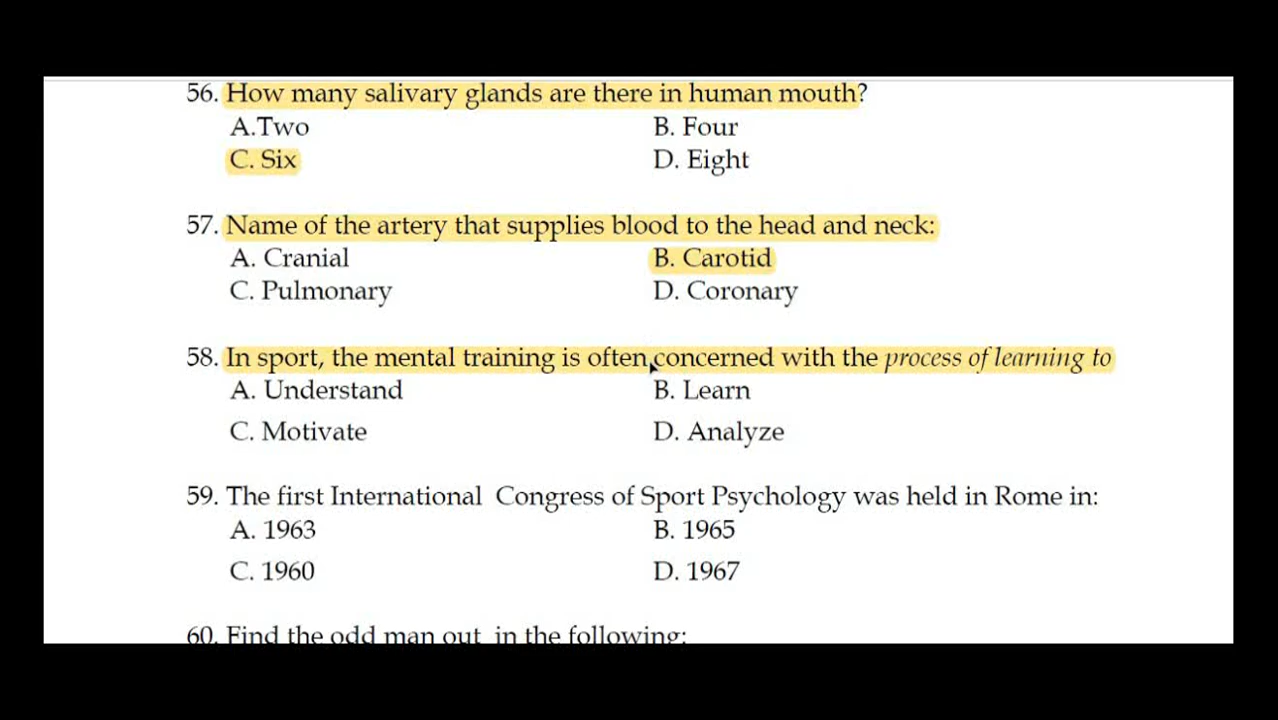 56. How many salivary glands are there in human mouth?
A.Two B. Four
C. Six D. Eight
57. Name of the artery that supplies blood to the head and neck:
A. Cranial B. Carotid
C. Pulmonary D. Coronary
58. In sport, the mental training is often concerned with the process of learning to
A. Understand B. Learn
C. Motivate D. Analyze
59. The first International Congress of Sport Psychology was held in Rome in:
A. 1963 B. 1965
C. 1960 D. 1967
60. Find the odd man out in the following: